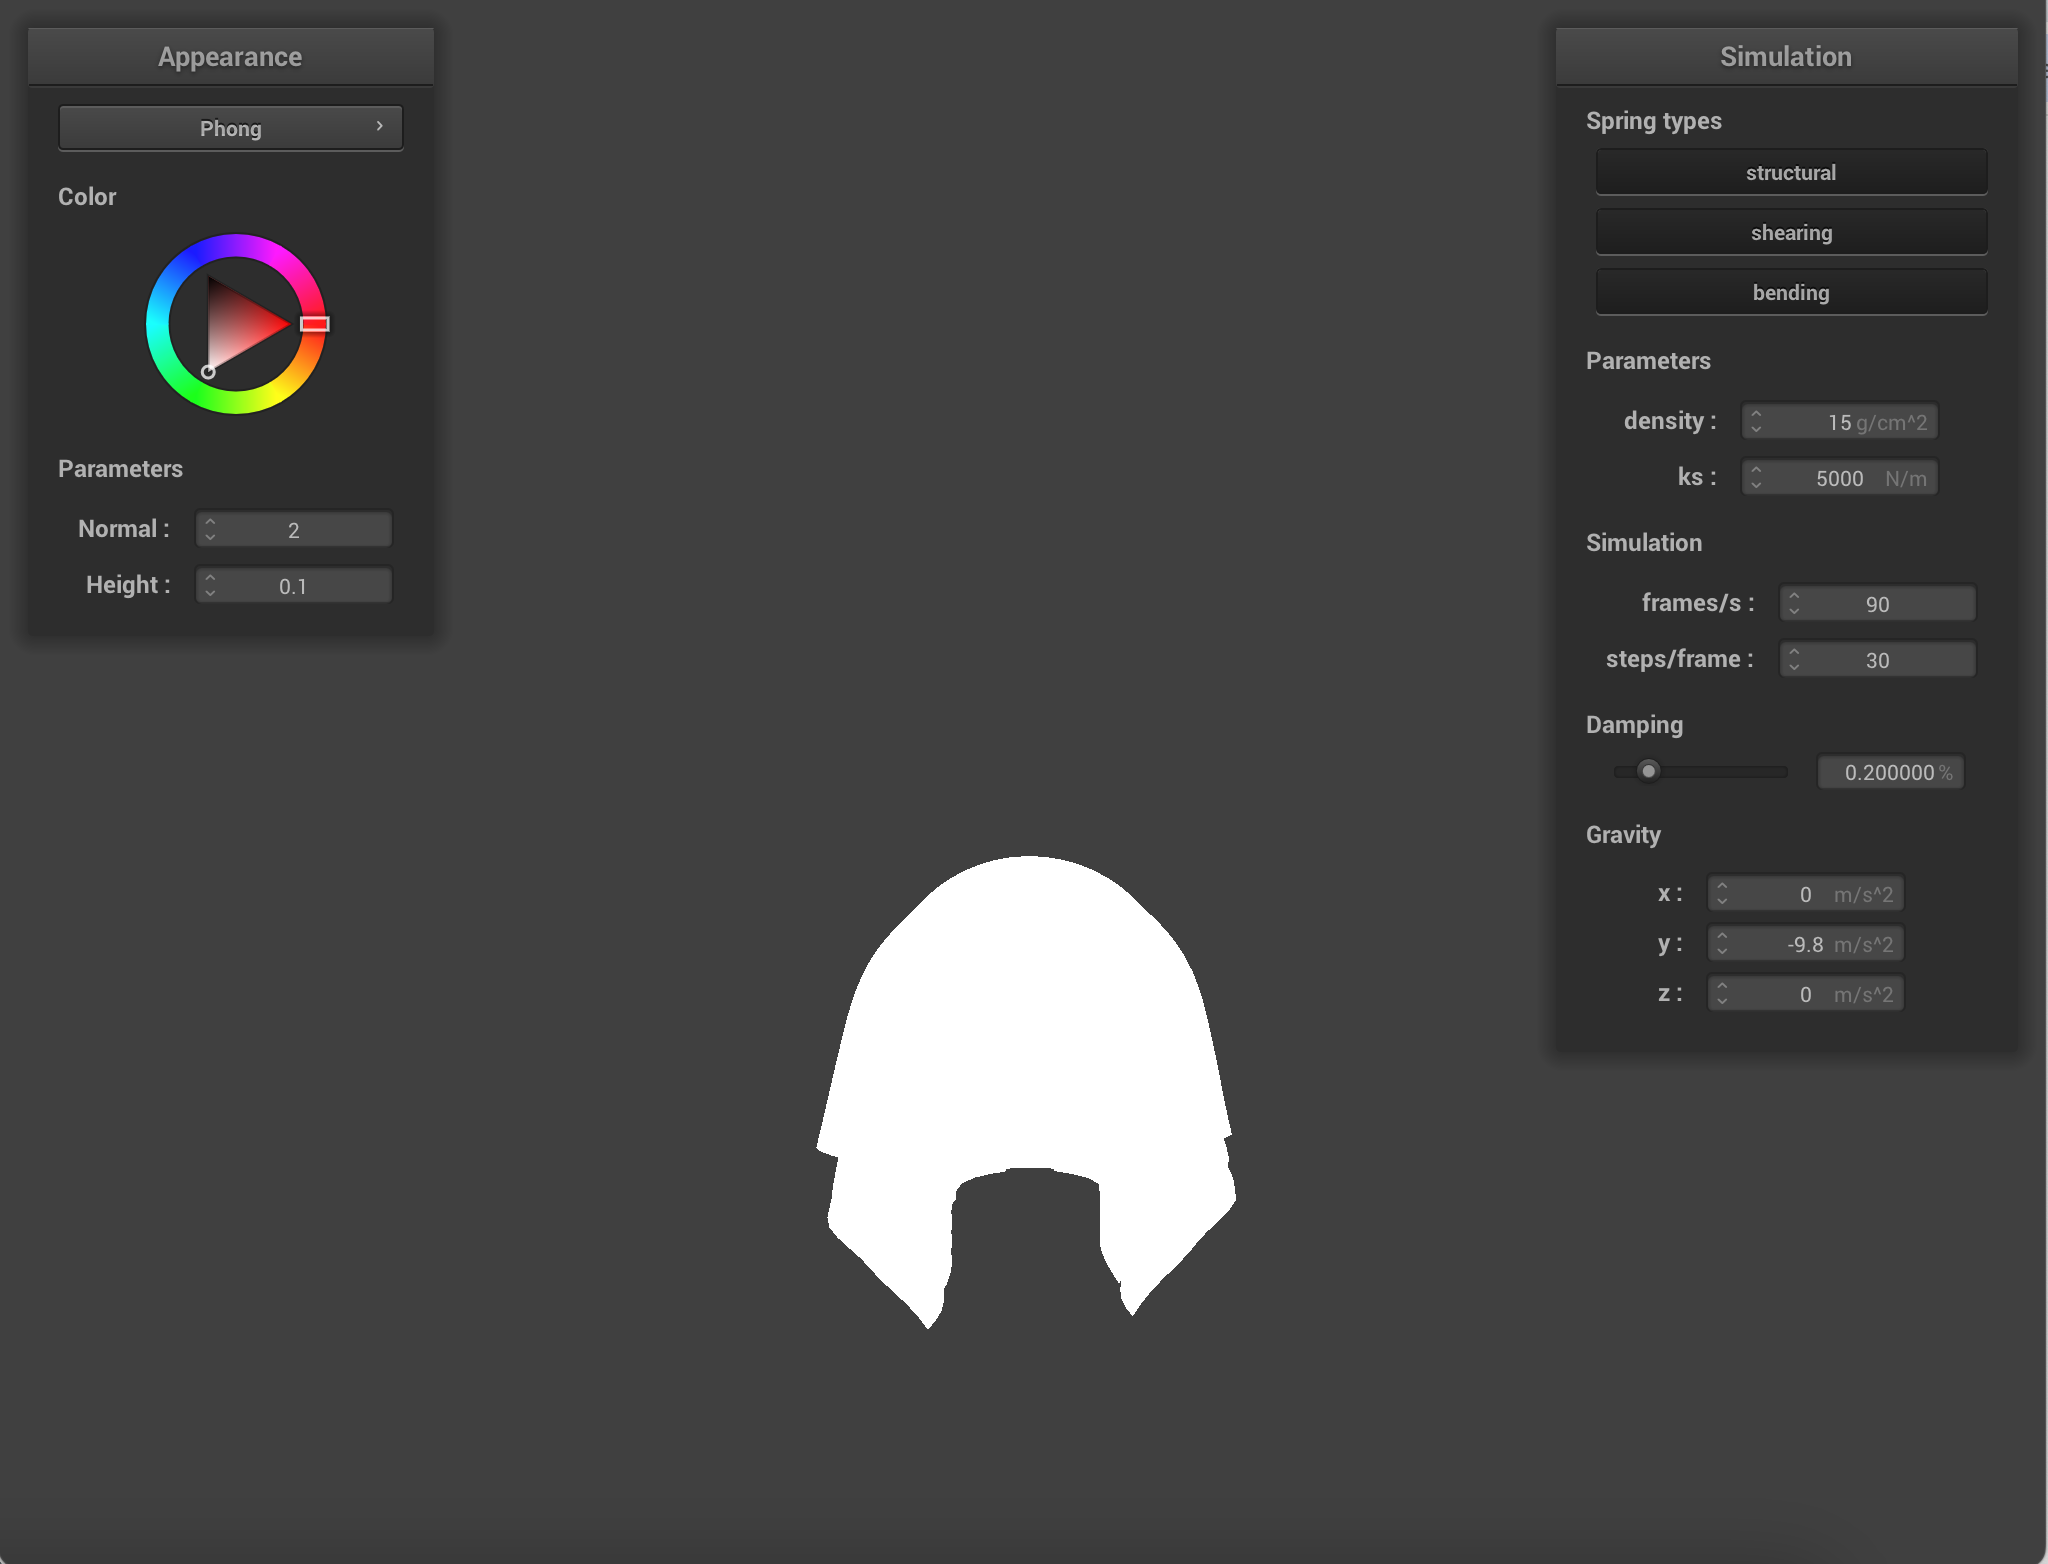 Appearance
Phong
Color
Parameters
Normal : 2
Height : 0.1
Simulation
Spring types
structural
shearing
bending
Parameters
density : 15 g/cm^2
ks : 5000 N/m
Simulation
frames/s : 90
steps/frame : 30
Damping
0.200000 %
Gravity
x : 0 m/s^2
y : -9.8 m/s^2
z : 0 m/s^2